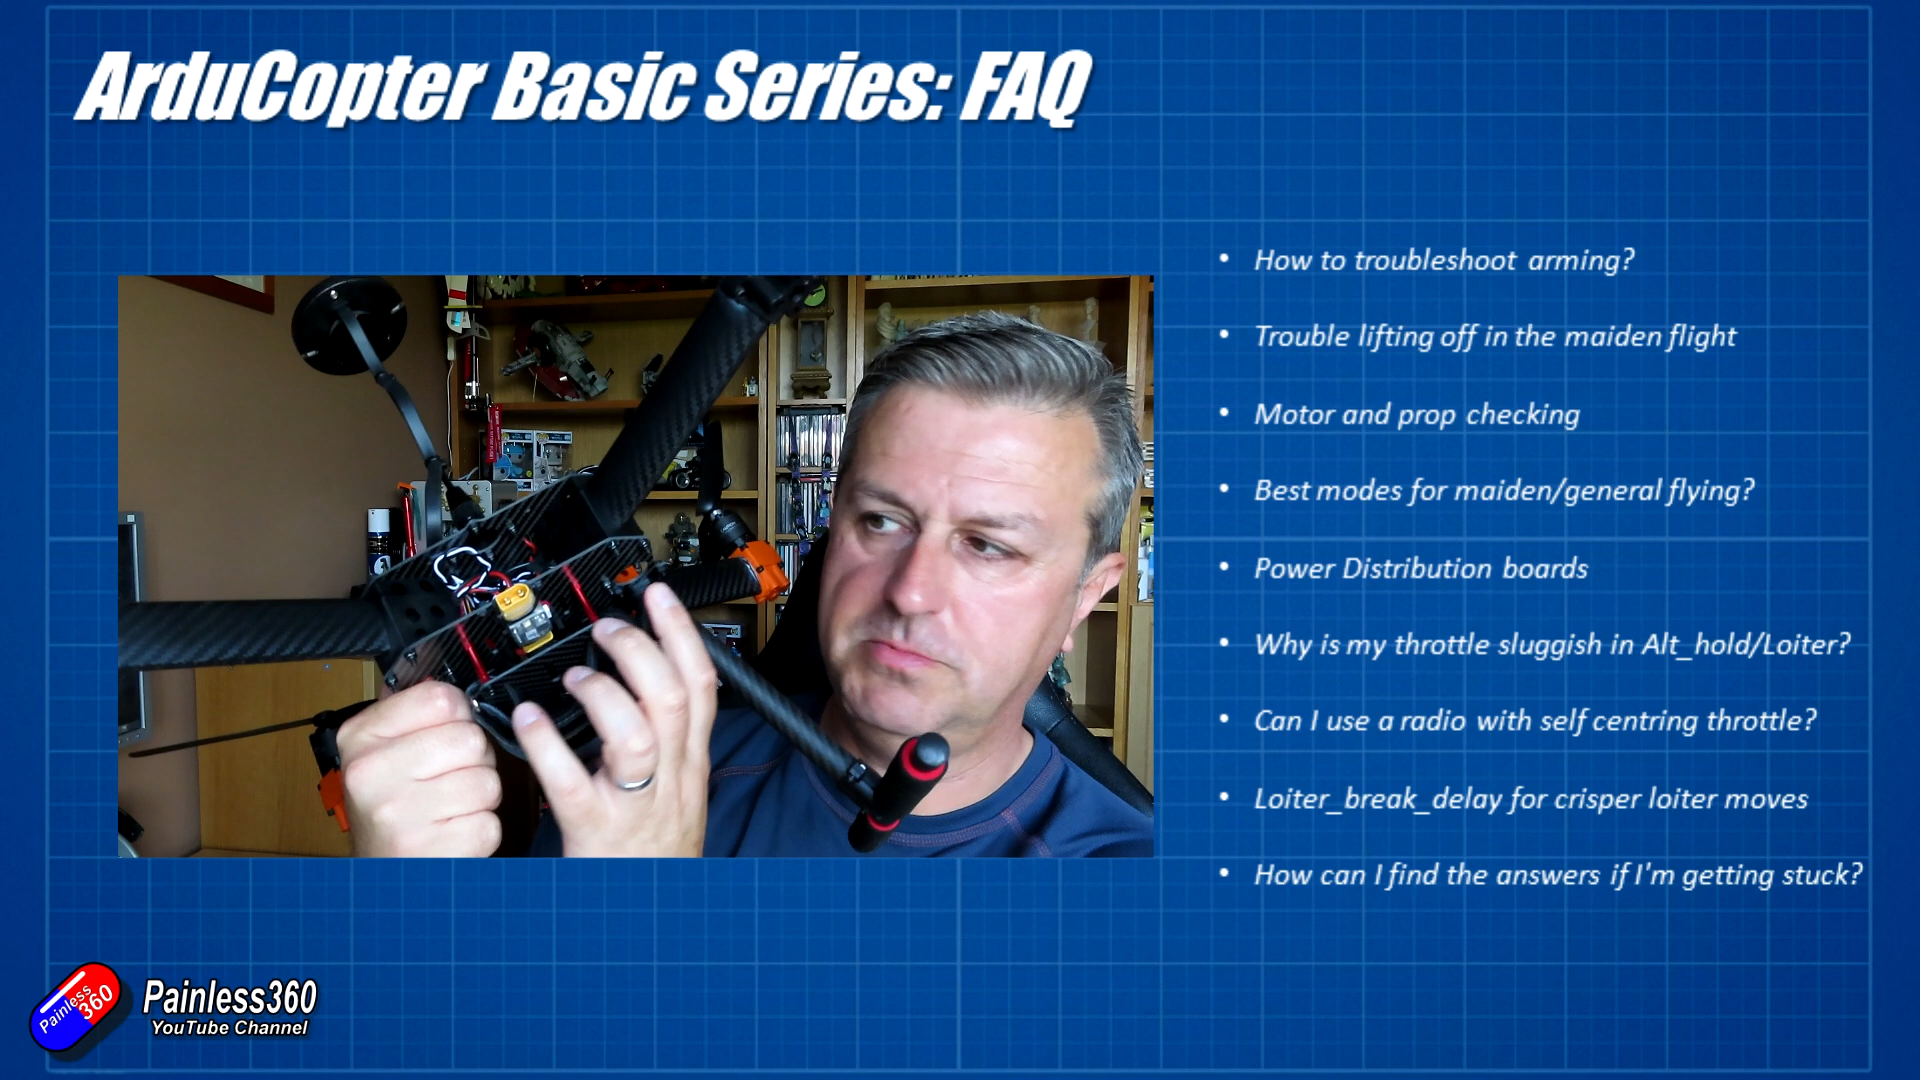 ArduCopter Basic Series: FAQ
• How to troubleshoot arming?
• Trouble lifting off in the maiden flight
• Motor and prop checking
• Best modes for maiden/general flying?
• Power Distribution boards
• Why is my throttle sluggish in Alt_hold/Loiter?
• Can I use a radio with self centring throttle?
• Loiter_break_delay for crisper loiter moves
• How can I find the answers if I'm getting stuck?
Painless
360
Painless360
YouTube Channel